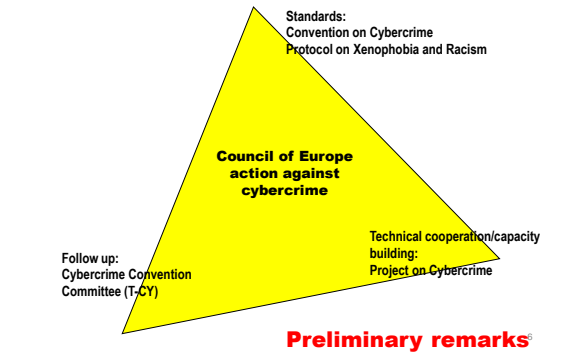 Standards:
Convention on Cybercrime
Protocol on Xenophobia and Racism
Council of Europe
action against
cybercrime
Technical cooperation/capacity
building:
Project on Cybercrime
Follow up:
Cybercrime Convention
Committee (T-CY)
Preliminary remarks
6